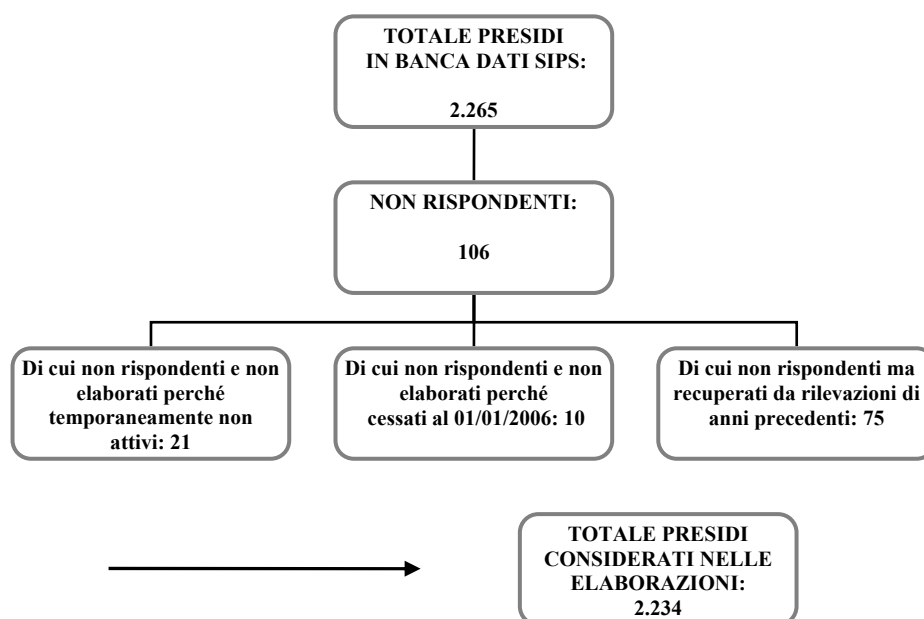 TOTALE PRESIDI
IN BANCA DATI SIPS:
2.265
NON RISPONDENTI:
106
Di cui non rispondenti e non
elaborati perché
temporaneamente non
attivi: 21
Di cui non rispondenti e non
elaborati perché
cessati al 01/01/2006: 10
Di cui non rispondenti ma
recuperati da rilevazioni di
anni precedenti: 75
TOTALE PRESIDI
CONSIDERATI NELLE
ELABORAZIONI:
2.234